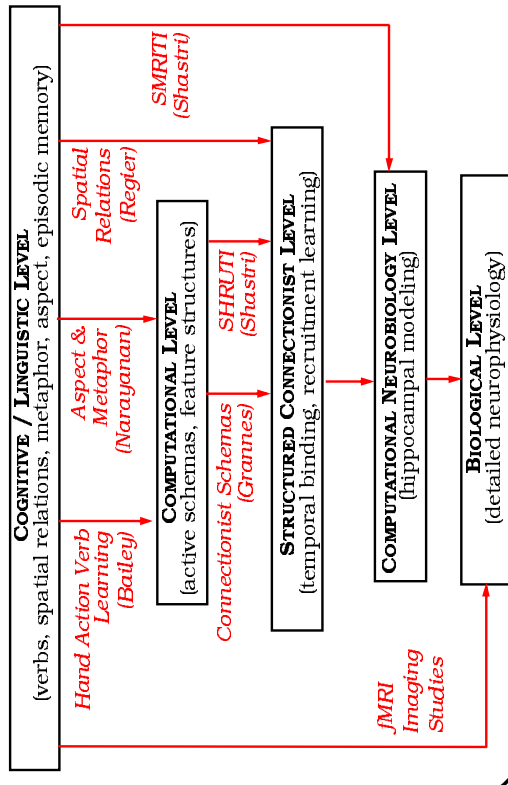 COGNITIVE / LINGUISTIC LEVEL
(verbs, spatial relations, metaphor, aspect, episodic memory)
Hand Action Verb
Learning
(Bailey)
Aspect &
Metaphor
(Narayanan)
Spatial
Relations
(Regier)
SMRITI
(Shastri)
COMPUTATIONAL LEVEL
(active schemas, feature structures)
Connectionist Schemas
(Grannes)
SHRUTI
(Shastri)
STRUCTURED CONNECTIONIST LEVEL
(temporal binding, recruitment learning)
COMPUTATIONAL NEUROBIOLOGY LEVEL
(hippocampal modeling)
fMRI
Imaging
Studies
BIOLOGICAL LEVEL
(detailed neurophysiology)